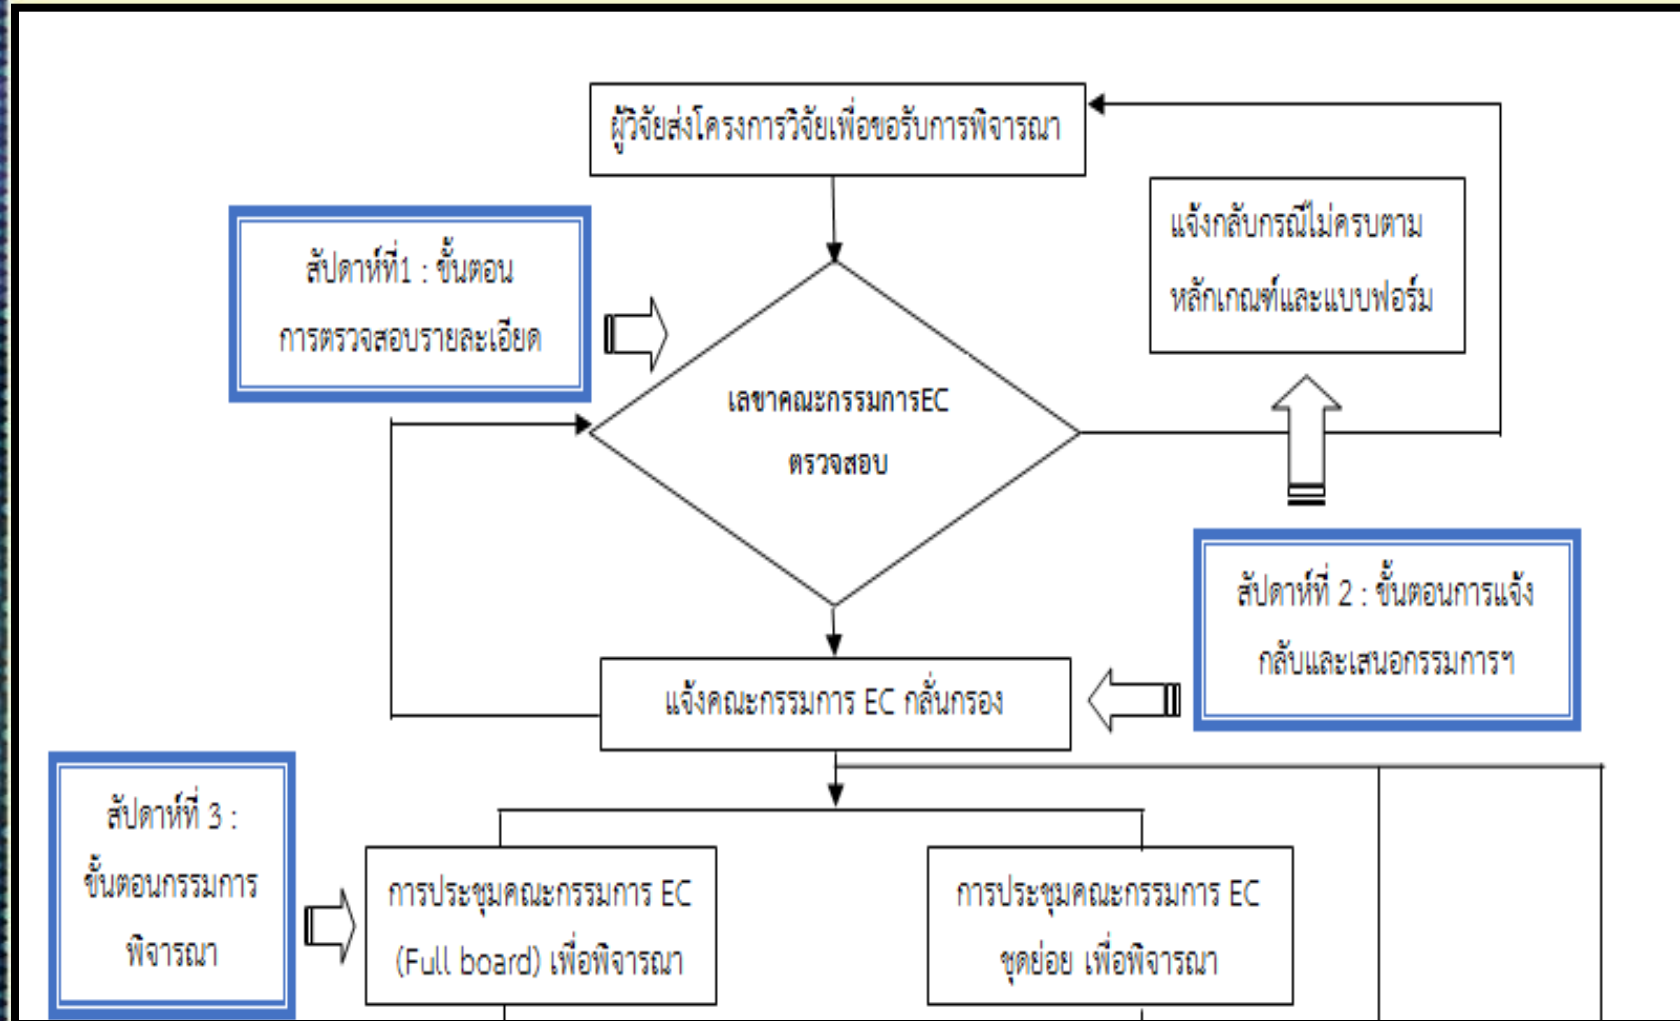 ผู้วิจัยส่งโครงการวิจัยเพื่อขอรับการพิจารณา
แจ้งกลับกรณีไม่ครบตาม
หลักเกณฑ์และแบบฟอร์ม
สัปดาห์ที่1 : ขั้นตอน
การตรวจสอบรายละเอียด
เลขาคณะกรรมการEC
ตรวจสอบ
สัปดาห์ที่ 2 : ขั้นตอนการแจ้ง
กลับและเสนอกรรมการฯ
แจ้งคณะกรรมการ EC กลั่นกรอง
สัปดาห์ที่ 3 :
ขั้นตอนกรรมการ
พิจารณา
การประชุมคณะกรรมการ EC
(Full board) เพื่อพิจารณา
การประชุมคณะกรรมการ EC
ชุดย่อย เพื่อพิจารณา